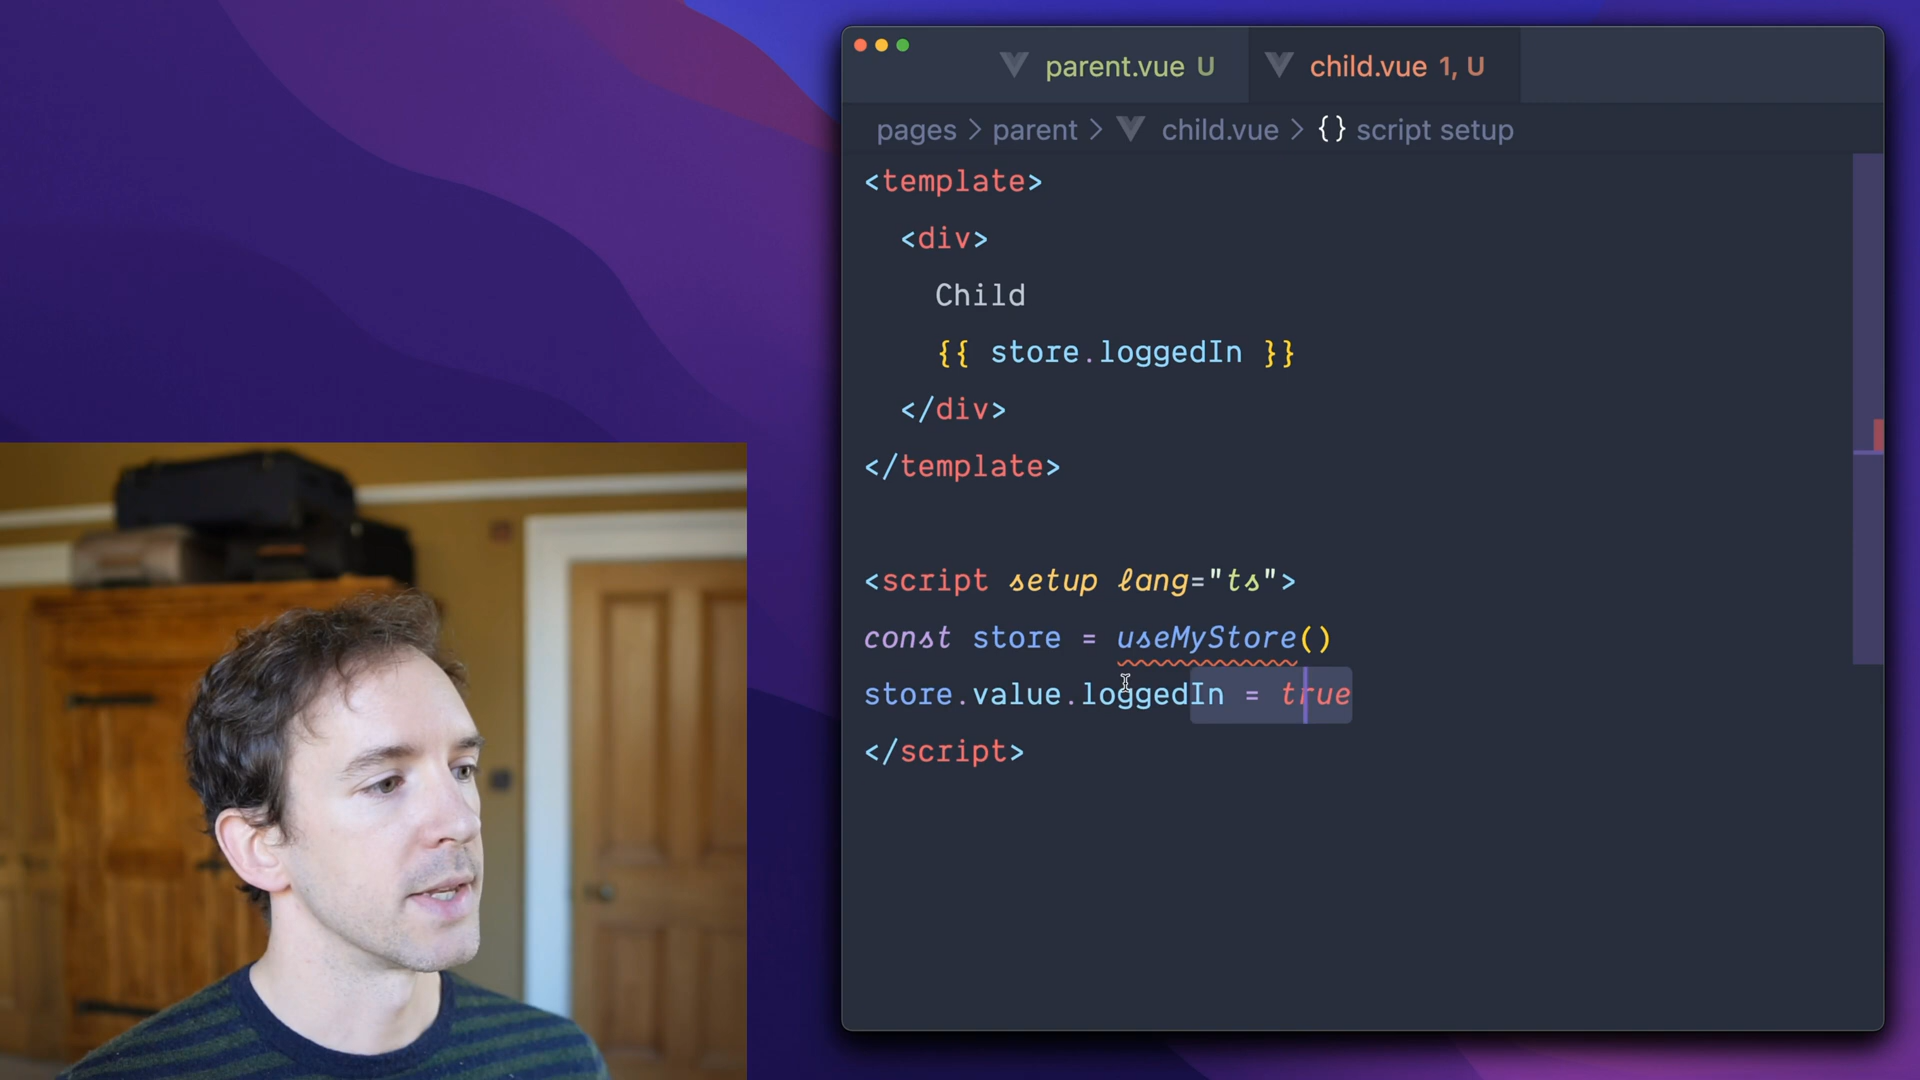 parent.vue U
child.vue 1, U
pages > parent > child.vue > {} script setup
<template>
<div>
Child
{{ store.loggedIn }}
</div>
</template>
<script setup lang="ts">
const store = useMyStore()
store.value.loggedIn = true
</script>